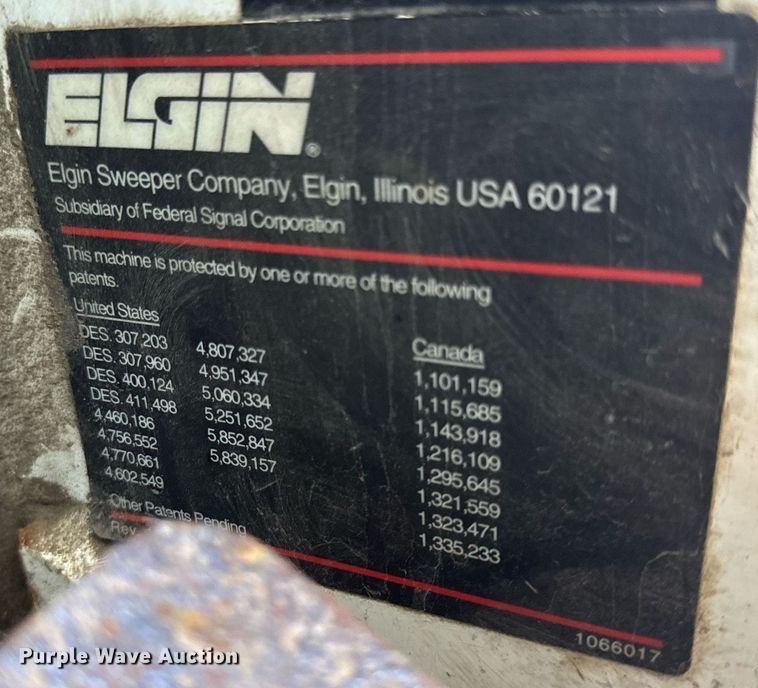 ELGIN®
Elgin Sweeper Company, Elgin, Illinois USA 60121
Subsidiary of Federal Signal Corporation
This machine is protected by one or more of the following
patents.
United States
DES. 307,203
DES. 307,960
DES. 400,124
DES. 411,498
4,460,186
4,756,552
4,770,661
4,602,549
4,807,327
4,951,347
5,060,334
5,251,652
5,852,847
5,839,157
Canada
1,101,159
1,115,685
1,143,918
1,216,109
1,295,645
1,321,559
1,323,471
1,335,233
Other Patents Pending
Rev
1066017
Purple Wave Auction